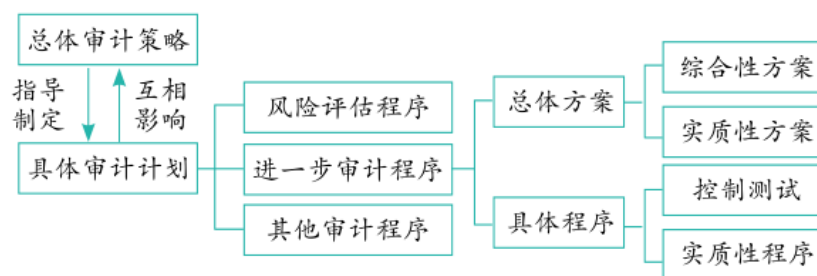 总体审计策略
指导
制定
互相
影响
具体审计计划
风险评估程序
进一步审计程序
其他审计程序
总体方案
具体程序
综合性方案
实质性方案
控制测试
实质性程序